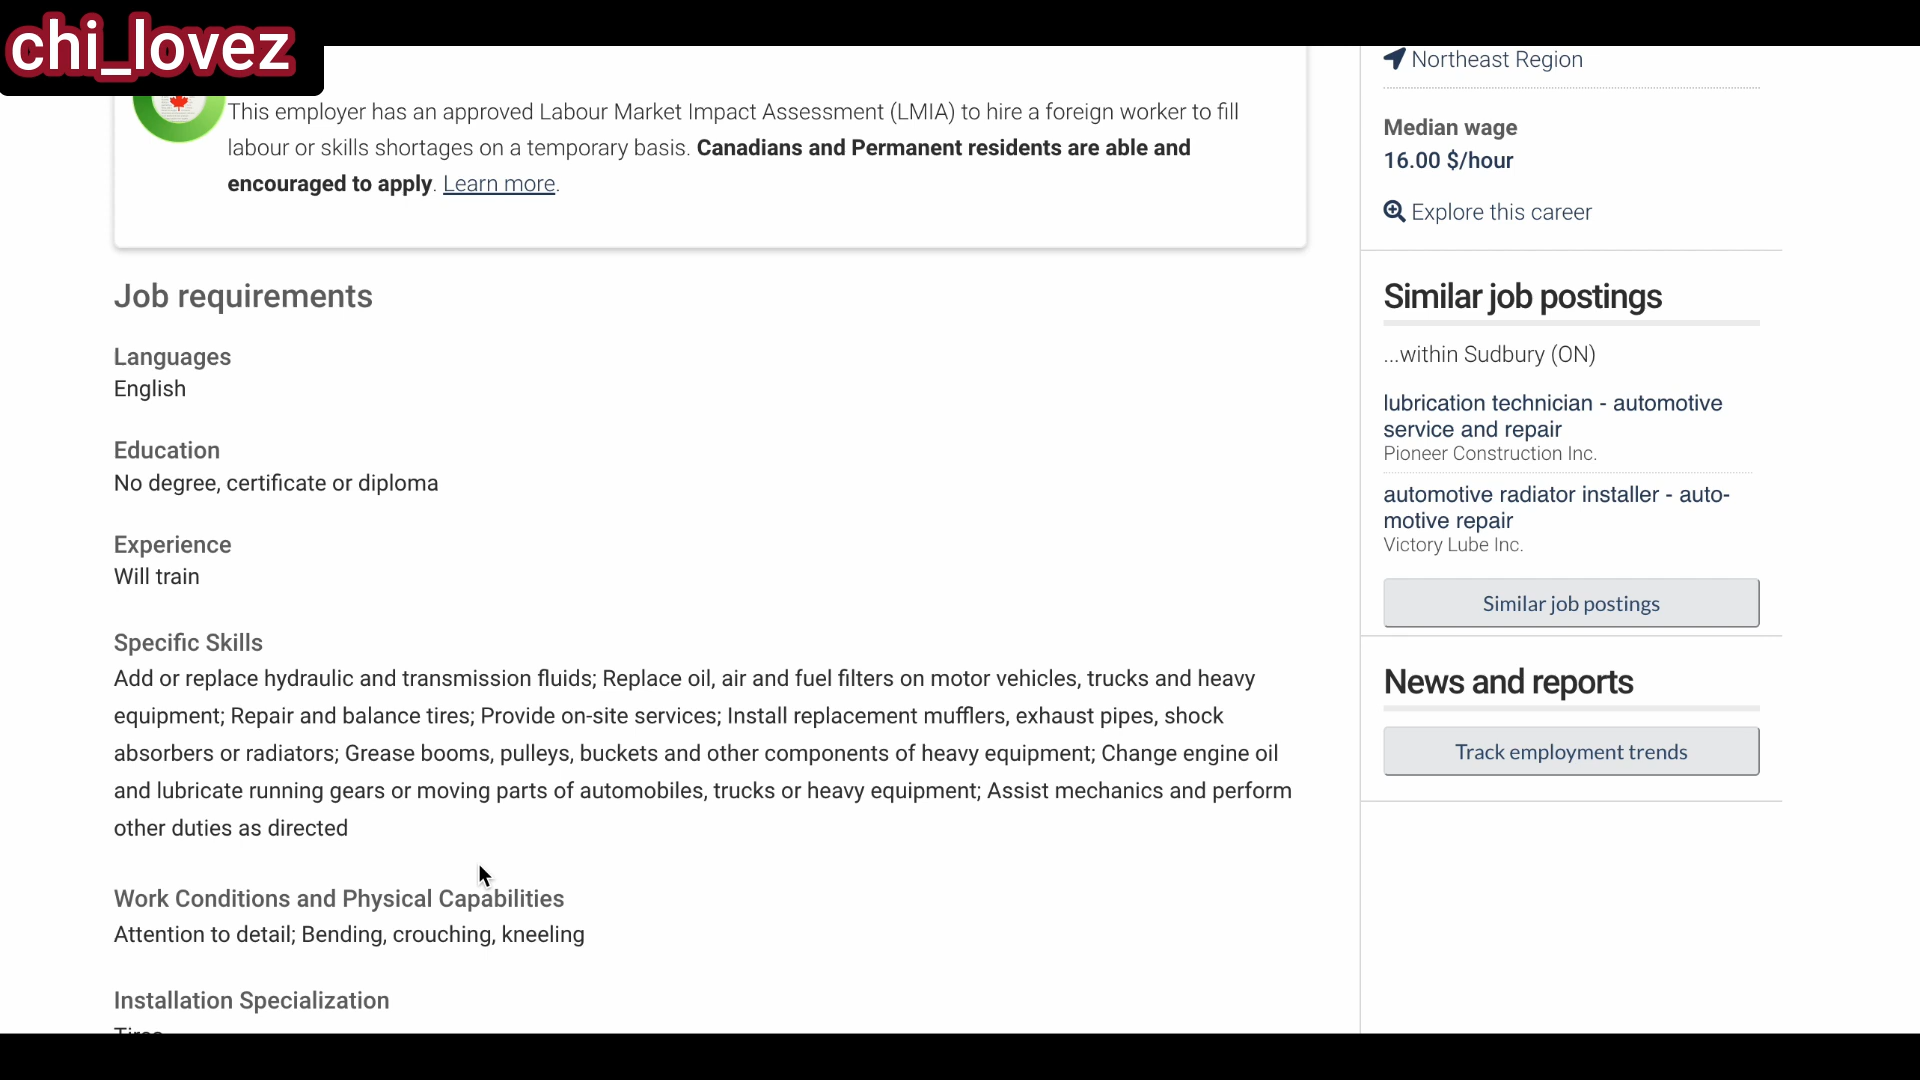 chi_lovez
This employer has an approved Labour Market Impact Assessment (LMIA) to hire a foreign worker to fill
labour or skills shortages on a temporary basis. Canadians and Permanent residents are able and
encouraged to apply. Learn more.
Job requirements
Languages
English
Education
No degree, certificate or diploma
Experience
Will train
Specific Skills
Add or replace hydraulic and transmission fluids; Replace oil, air and fuel filters on motor vehicles, trucks and heavy
equipment; Repair and balance tires; Provide on-site services; Install replacement mufflers, exhaust pipes, shock
absorbers or radiators; Grease booms, pulleys, buckets and other components of heavy equipment; Change engine oil
and lubricate running gears or moving parts of automobiles, trucks or heavy equipment; Assist mechanics and perform
other duties as directed
Work Conditions and Physical Capabilities
Attention to detail; Bending, crouching, kneeling
Installation Specialization
Tires
Northeast Region
Median wage
16.00 $/hour
Explore this career
Similar job postings
...within Sudbury (ON)
lubrication technician - automotive
service and repair
Pioneer Construction Inc.
automotive radiator installer - auto-
motive repair
Victory Lube Inc.
Similar job postings
News and reports
Track employment trends